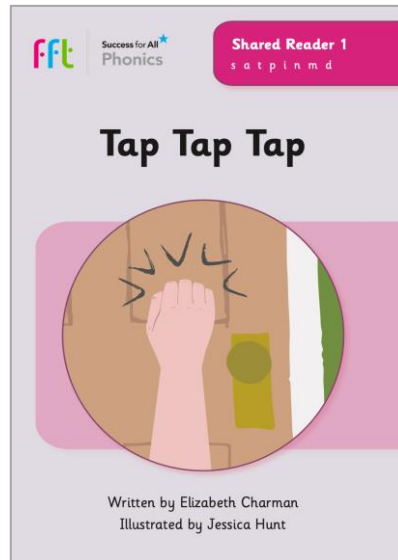 fft
Success for All
Phonics
Shared Reader 1
s a t p i n m d
Tap Tap Tap
Written by Elizabeth Charman
Illustrated by Jessica Hunt